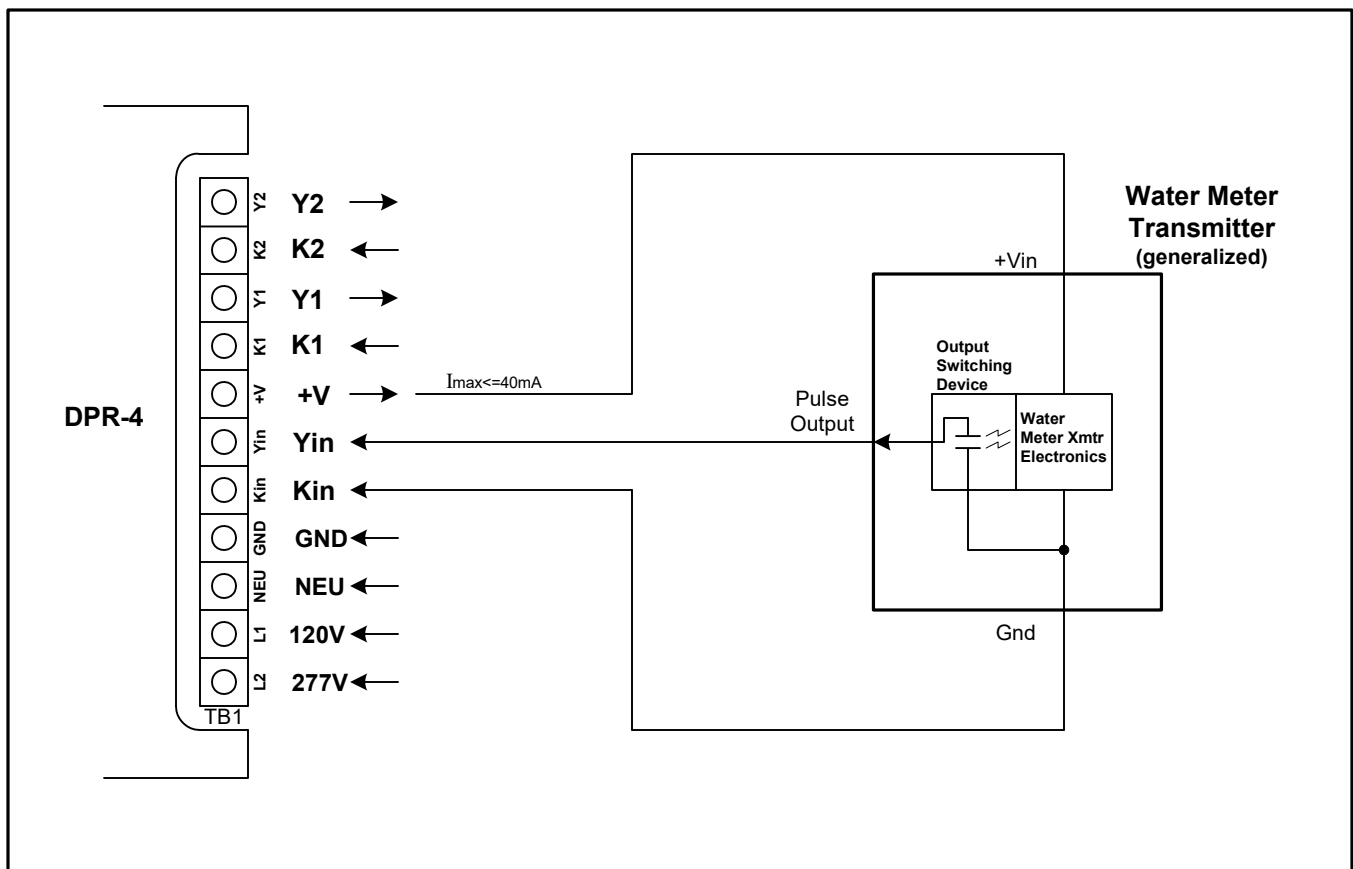 DPR-4
Y2
Y2
K2
K2
Y1
Y1
K1
K1
+V
+V
Imax<=40mA
Yin
Yin
Kin
Kin
GND
GND
NEU
NEU
L1
120V
L2
277V
TB1
Water Meter
Transmitter
(generalized)
+Vin
Output
Switching
Device
Pulse
Output
Water
Meter Xmtr
Electronics
Gnd